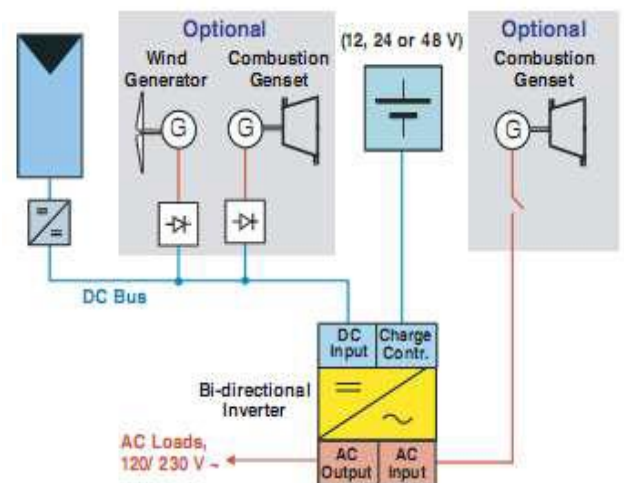 Optional
Wind
Generator
Combustion
Genset
G
G
(12, 24 or 48 V)
Optional
Combustion
Genset
G
DC Bus
DC
Input
Charge
Contr.
Bi-directional
Inverter
AC Loads,
120/ 230 V ~
AC
Output
AC
Input